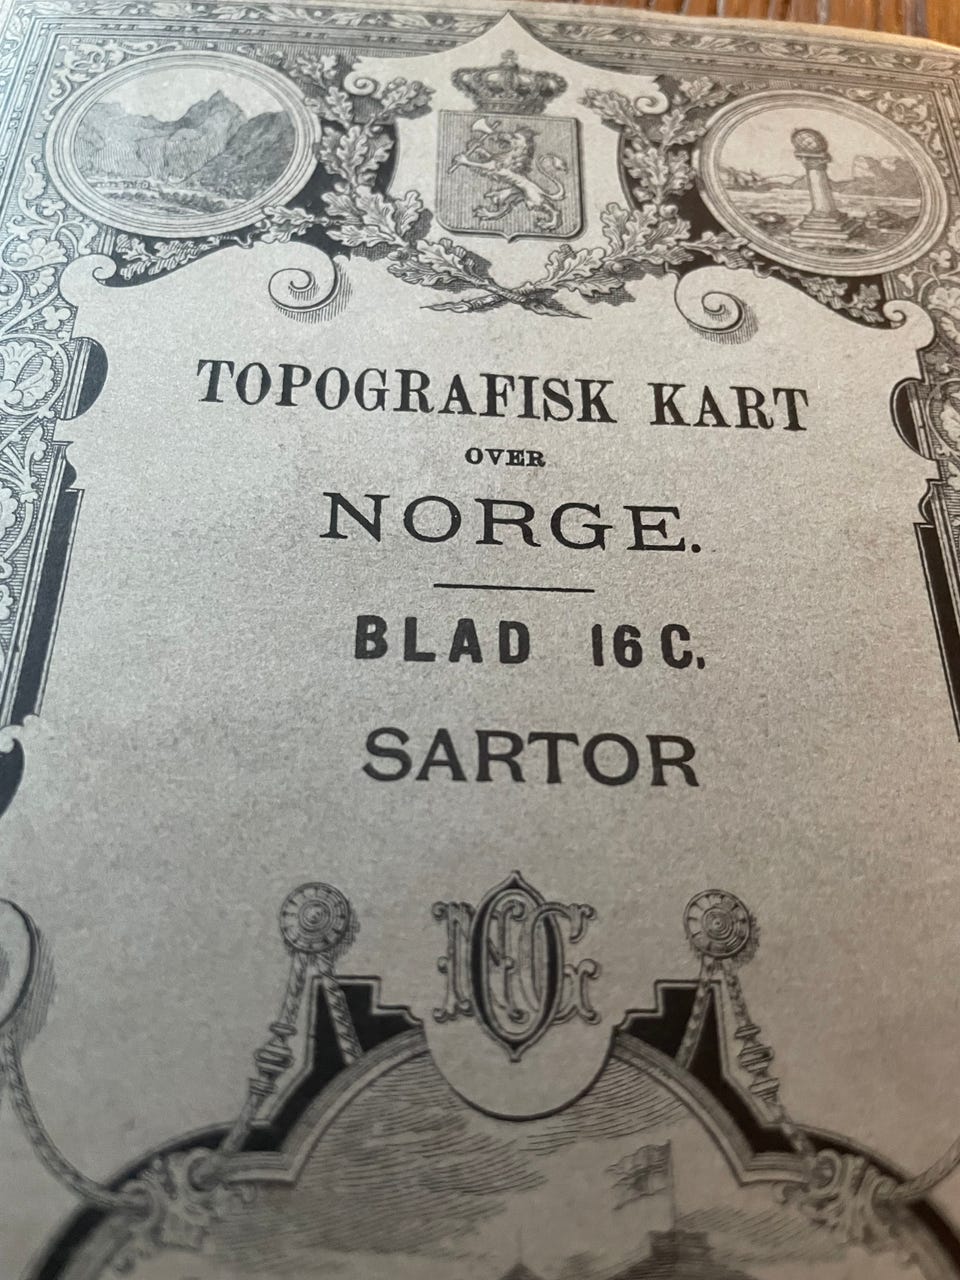 TOPOGRAFISK KART
OVER
NORGE.
BLAD 16 C.
SARTOR